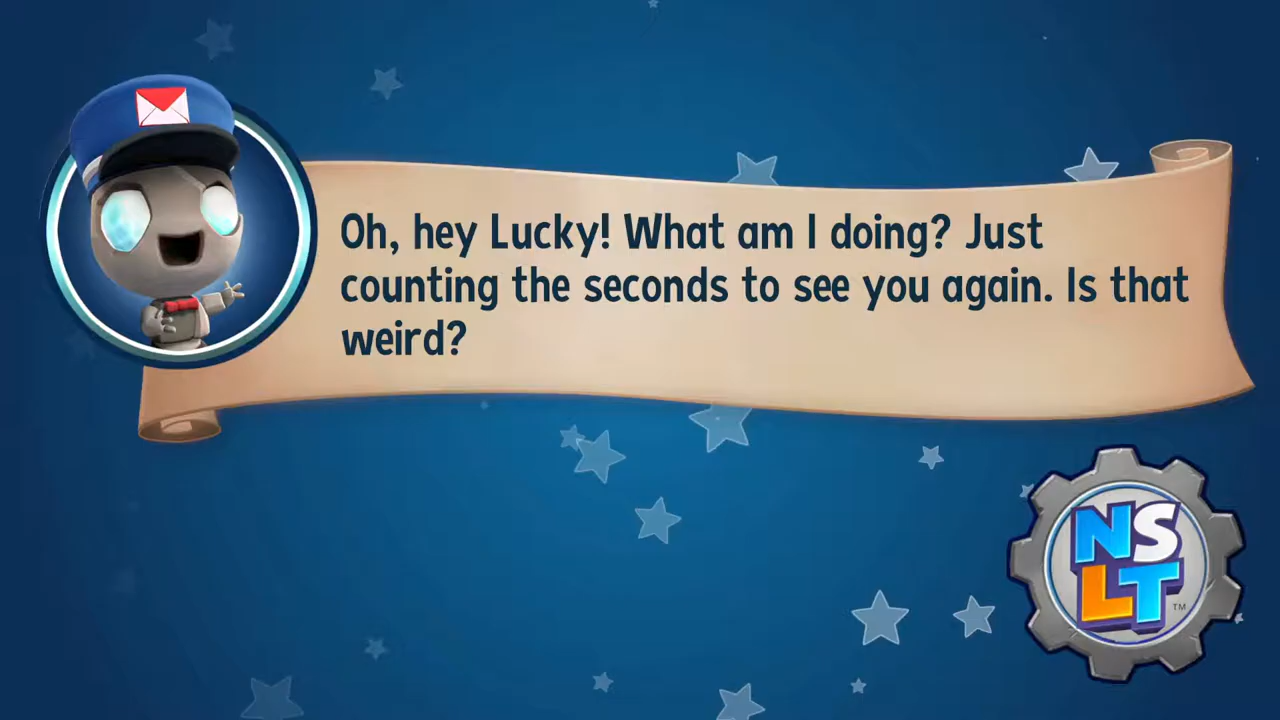 Oh, hey Lucky! What am I doing? Just
counting the seconds to see you again. Is that
weird?
NS
LT
TM